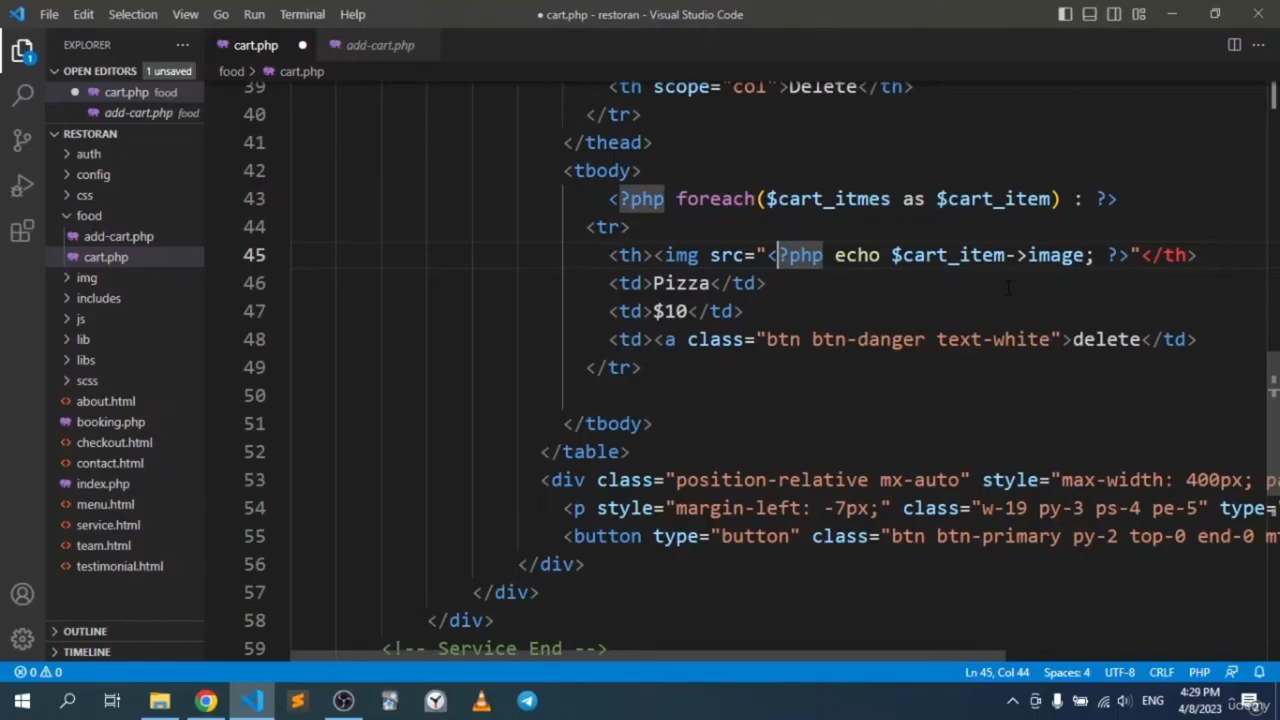 File Edit Selection View Go Run Terminal Help
● cart.php - restoran - Visual Studio Code
EXPLORER
cart.php
add-cart.php
OPEN EDITORS 1 unsaved
food > cart.php
cart.php food
add-cart.php food
RESTORAN
auth
config
css
food
add-cart.php
cart.php
img
includes
js
lib
libs
scss
about.html
booking.php
checkout.html
contact.html
index.php
menu.html
service.html
team.html
testimonial.html
OUTLINE
TIMELINE
39 <th scope="col">Delete</th>
40 </tr>
41 </thead>
42 <tbody>
43 <?php foreach($cart_itmes as $cart_item) : ?>
44 <tr>
45 <th><img src="<?php echo $cart_item->image; ?>"</th>
46 <td>Pizza</td>
47 <td>$10</td>
48 <td><a class="btn btn-danger text-white">delete</td>
49 </tr>
50
51 </tbody>
52 </table>
53 <div class="position-relative mx-auto" style="max-width: 400px; pa
54 <p style="margin-left: -7px;" class="w-19 py-3 ps-4 pe-5" type=
55 <button type="button" class="btn btn-primary py-2 top-0 end-0 mt
56 </div>
57 </div>
58 </div>
59 <!-- Service End -->
0 0 Ln 45, Col 44 Spaces: 4 UTF-8 CRLF PHP
ENG
4:29 PM
4/8/2023
udemy